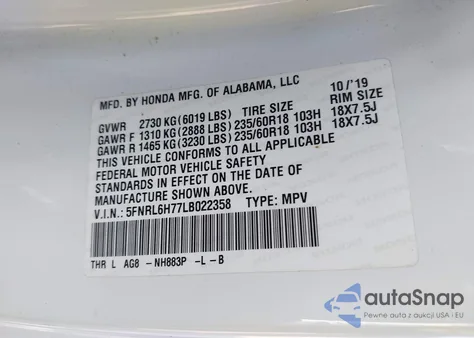 MFD. BY HONDA MFG. OF ALABAMA, LLC 10/'19
GVWR 2730 KG(6019 LBS) TIRE SIZE RIM SIZE
GAWR F 1310 KG(2888 LBS) 235/60R18 103H 18X7.5J
GAWR R 1465 KG(3230 LBS) 235/60R18 103H 18X7.5J
THIS VEHICLE CONFORMS TO ALL APPLICABLE
FEDERAL MOTOR VEHICLE SAFETY
STANDARDS IN EFFECT ON THE DATE OF
MANUFACTURE SHOWN ABOVE.
V.I.N.: 5FNRL6H77LB022358 TYPE: MPV
THR L AG8 - NH883P -L-B
autoSnap
Pewne auta z aukcji USA i EU